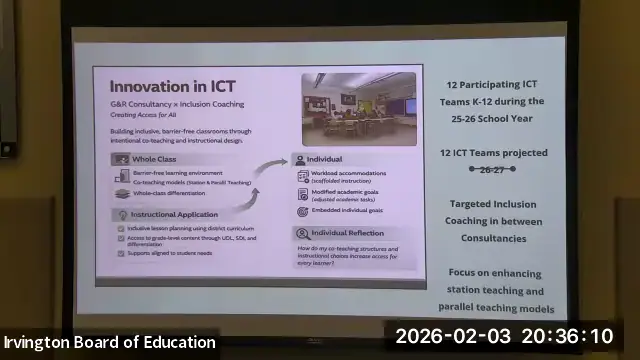 Innovation in ICT
G&R Consultancy x Inclusion Coaching
Creating Access for All
Building inclusive, barrier-free classrooms through
intentional co-teaching and instructional design.
Whole Class
Barrier-free learning environment
Co-teaching models (Station & Parallel Teaching)
Whole-class differentiation
Instructional Application
Inclusive lesson planning using district curriculum
Access to grade-level content through UDL, SDI, and
differentiation
Supports aligned to student needs
Individual
Workload accommodations
(scaffolded instruction)
Modified academic goals
(adjusted academic tasks)
Embedded individual goals
Individual Reflection
How do my co-teaching structures and
instructional choices increase access for
every learner?
12 Participating ICT
Teams K-12 during the
25-26 School Year
12 ICT Teams projected
26-27
Targeted Inclusion
Coaching in between
Consultancies
Focus on enhancing
station teaching and
parallel teaching models
Irvington Board of Education
2026-02-03 20:36:10